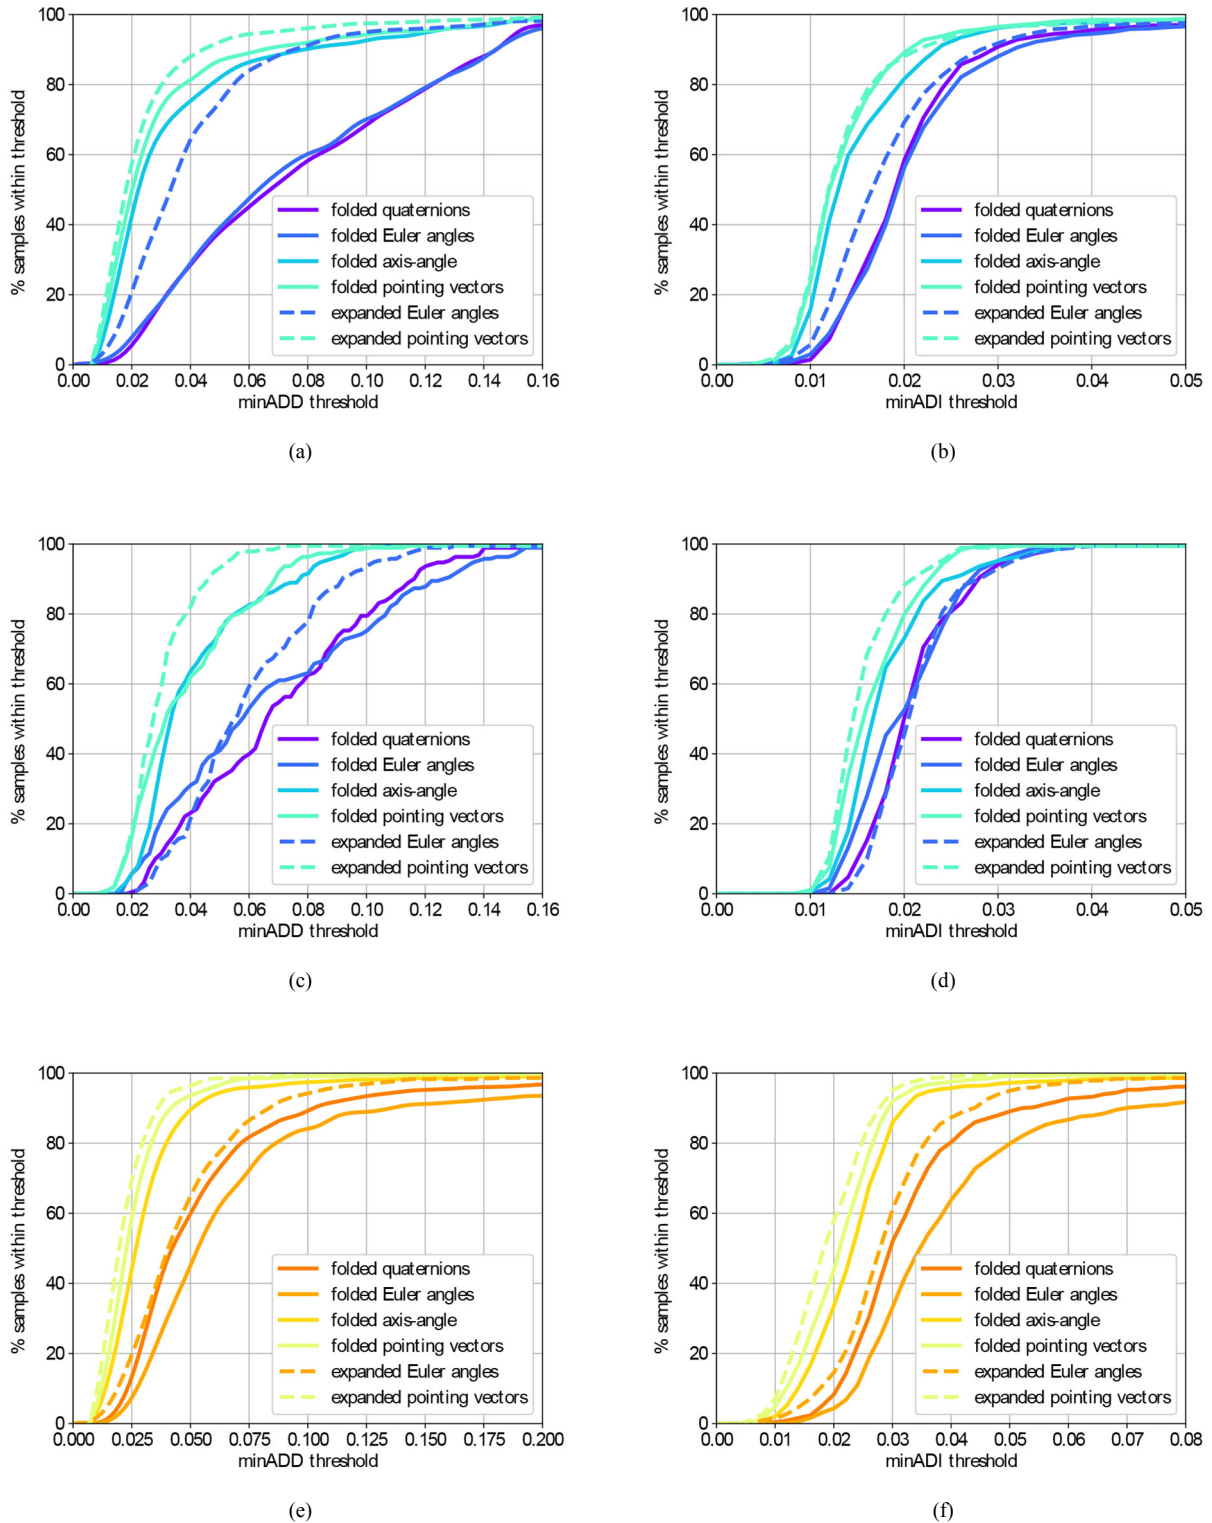 100
80
60
40
20
0
% samples within threshold
folded quaternions
folded Euler angles
folded axis-angle
folded pointing vectors
expanded Euler angles
expanded pointing vectors
0.00 0.02 0.04 0.06 0.08 0.10 0.12 0.14 0.16
minADD threshold
(a)
100
80
60
40
20
0
% samples within threshold
folded quaternions
folded Euler angles
folded axis-angle
folded pointing vectors
expanded Euler angles
expanded pointing vectors
0.00 0.01 0.02 0.03 0.04 0.05
minADI threshold
(b)
100
80
60
40
20
0
% samples within threshold
folded quaternions
folded Euler angles
folded axis-angle
folded pointing vectors
expanded Euler angles
expanded pointing vectors
0.00 0.02 0.04 0.06 0.08 0.10 0.12 0.14 0.16
minADD threshold
(c)
100
80
60
40
20
0
% samples within threshold
folded quaternions
folded Euler angles
folded axis-angle
folded pointing vectors
expanded Euler angles
expanded pointing vectors
0.00 0.01 0.02 0.03 0.04 0.05
minADI threshold
(d)
100
80
60
40
20
0
% samples within threshold
folded quaternions
folded Euler angles
folded axis-angle
folded pointing vectors
expanded Euler angles
expanded pointing vectors
0.000 0.025 0.050 0.075 0.100 0.125 0.150 0.175 0.200
minADD threshold
(e)
100
80
60
40
20
0
% samples within threshold
folded quaternions
folded Euler angles
folded axis-angle
folded pointing vectors
expanded Euler angles
expanded pointing vectors
0.00 0.01 0.02 0.03 0.04 0.05 0.06 0.07 0.08
minADI threshold
(f)